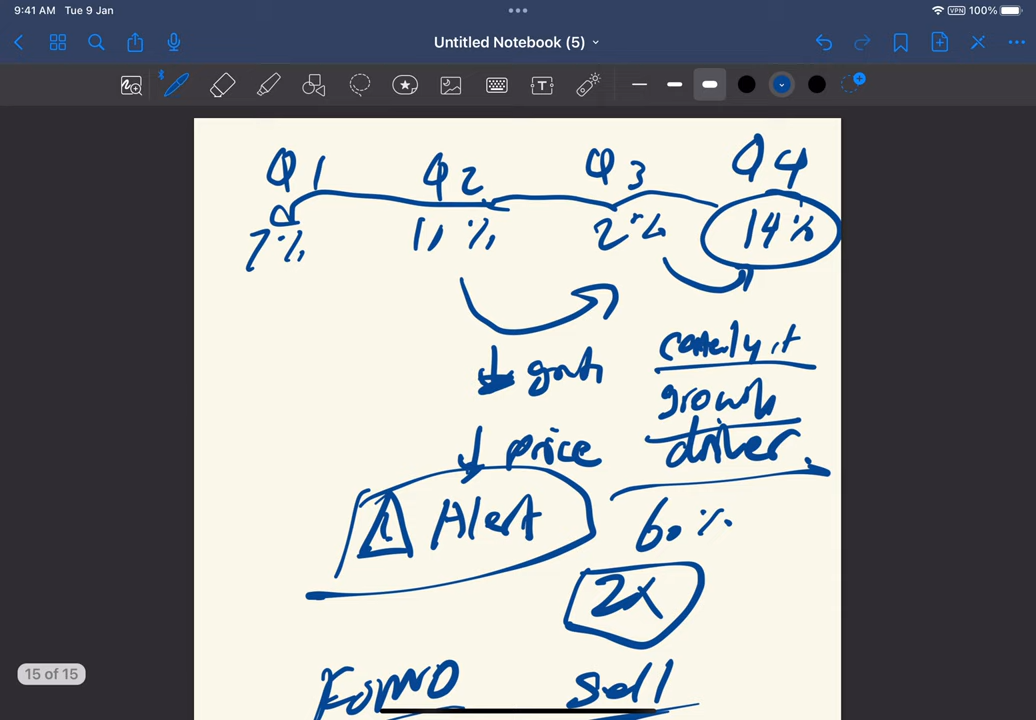 9:41 AM Tue 9 Jan
100%
VPN
Untitled Notebook (5)
Q1 Q2 Q3 Q4
7% 11% 2% 14%
↓ price
growth
driver
Alert
60%
2X
FOMO Sell
15 of 15